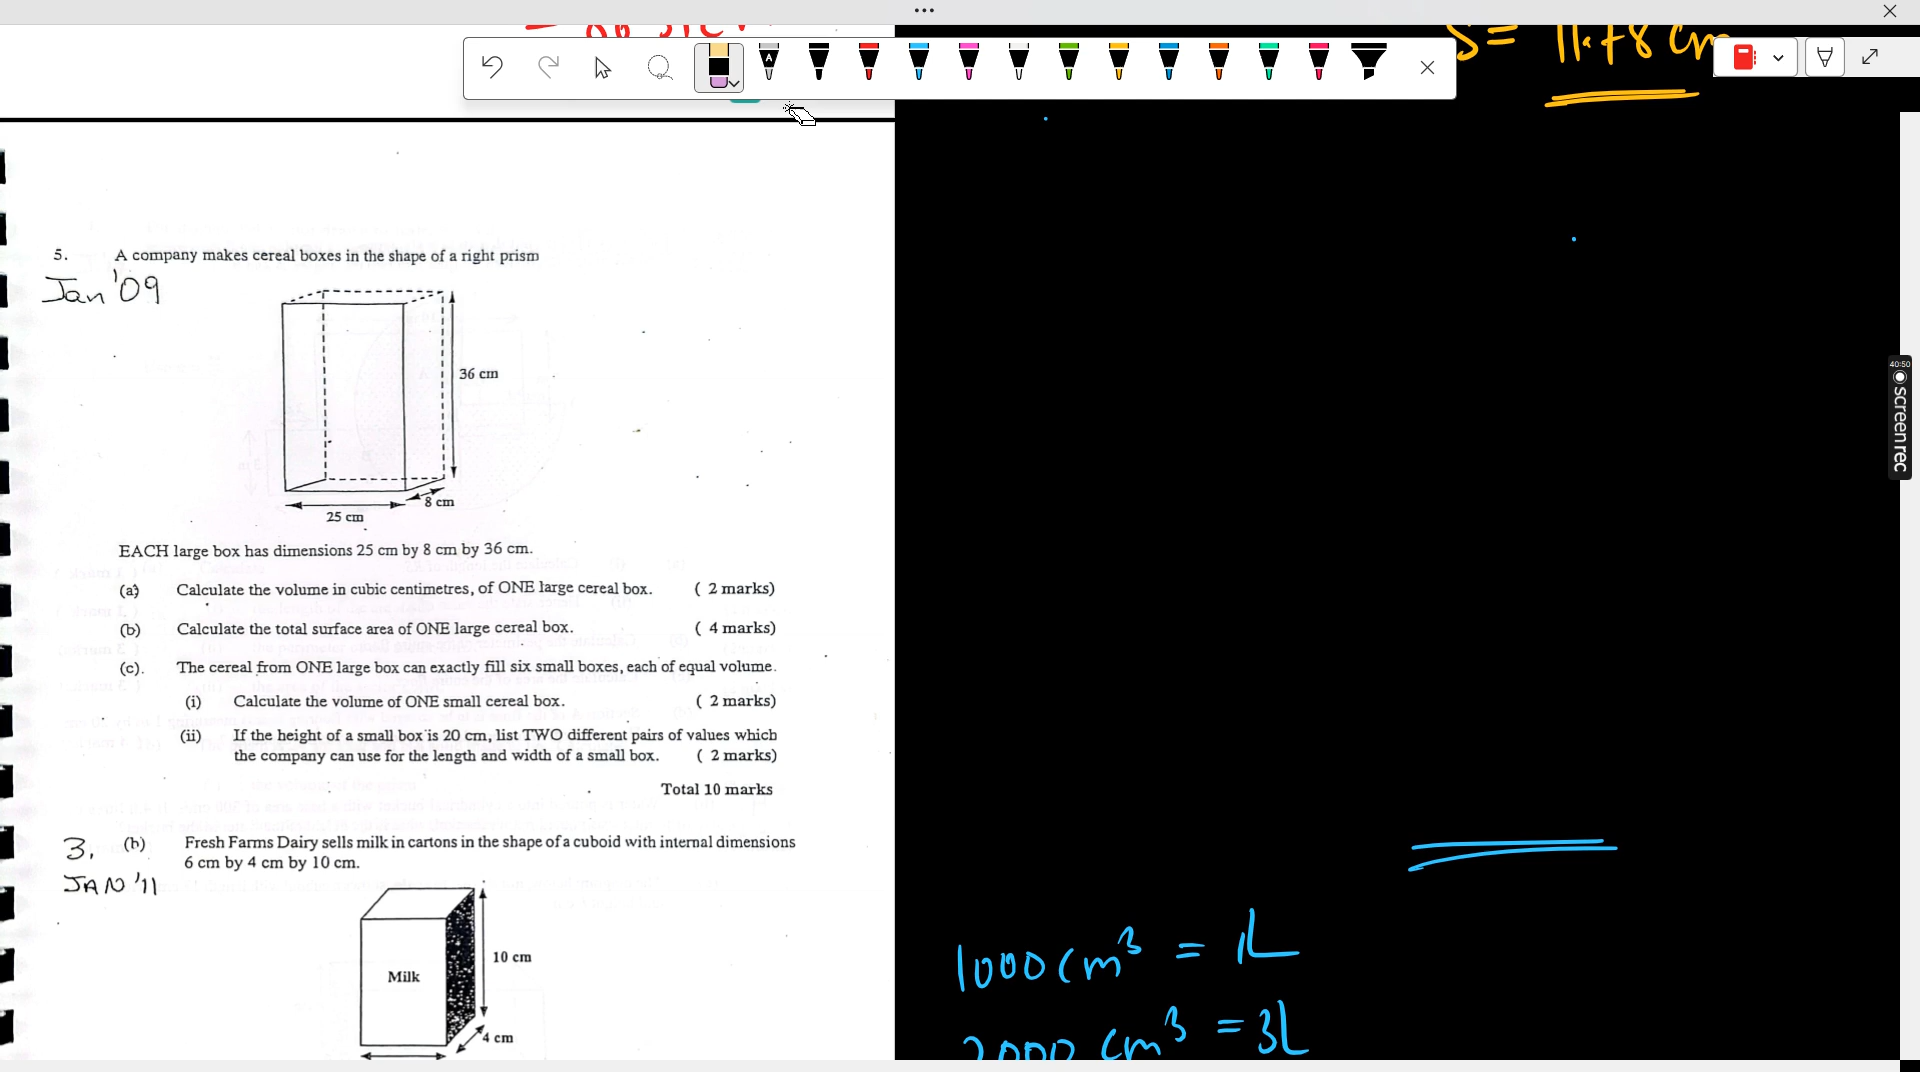 S= 11.78 cm
5. A company makes cereal boxes in the shape of a right prism
Jan '09
36 cm
8 cm
25 cm
EACH large box has dimensions 25 cm by 8 cm by 36 cm.
(a) Calculate the volume in cubic centimetres, of ONE large cereal box. ( 2 marks)
(b) Calculate the total surface area of ONE large cereal box. ( 4 marks)
(c). The cereal from ONE large box can exactly fill six small boxes, each of equal volume.
(i) Calculate the volume of ONE small cereal box. ( 2 marks)
(ii) If the height of a small box is 20 cm, list TWO different pairs of values which
the company can use for the length and width of a small box. ( 2 marks)
Total 10 marks
3. (b) Fresh Farms Dairy sells milk in cartons in the shape of a cuboid with internal dimensions
6 cm by 4 cm by 10 cm.
JAN '11
10 cm
Milk
4 cm
1000 cm³ = 1L
cm³ = 3L
40:50
screenrec